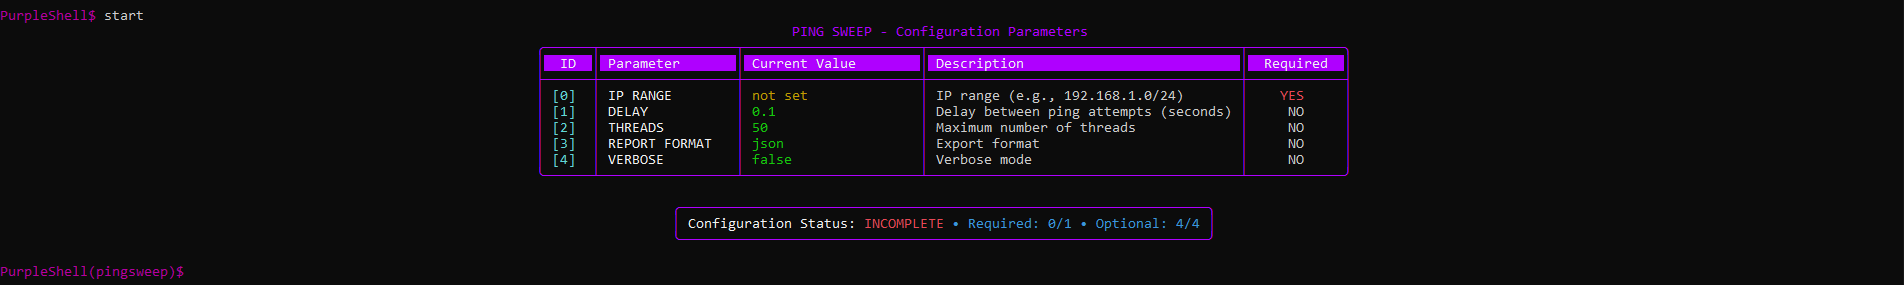 PurpleShell$ start
PING SWEEP - Configuration Parameters
ID Parameter Current Value Description Required
[0] IP RANGE not set IP range (e.g., 192.168.1.0/24) YES
[1] DELAY 0.1 Delay between ping attempts (seconds) NO
[2] THREADS 50 Maximum number of threads NO
[3] REPORT FORMAT json Export format NO
[4] VERBOSE false Verbose mode NO
Configuration Status: INCOMPLETE • Required: 0/1 • Optional: 4/4
PurpleShell(pingsweep)$